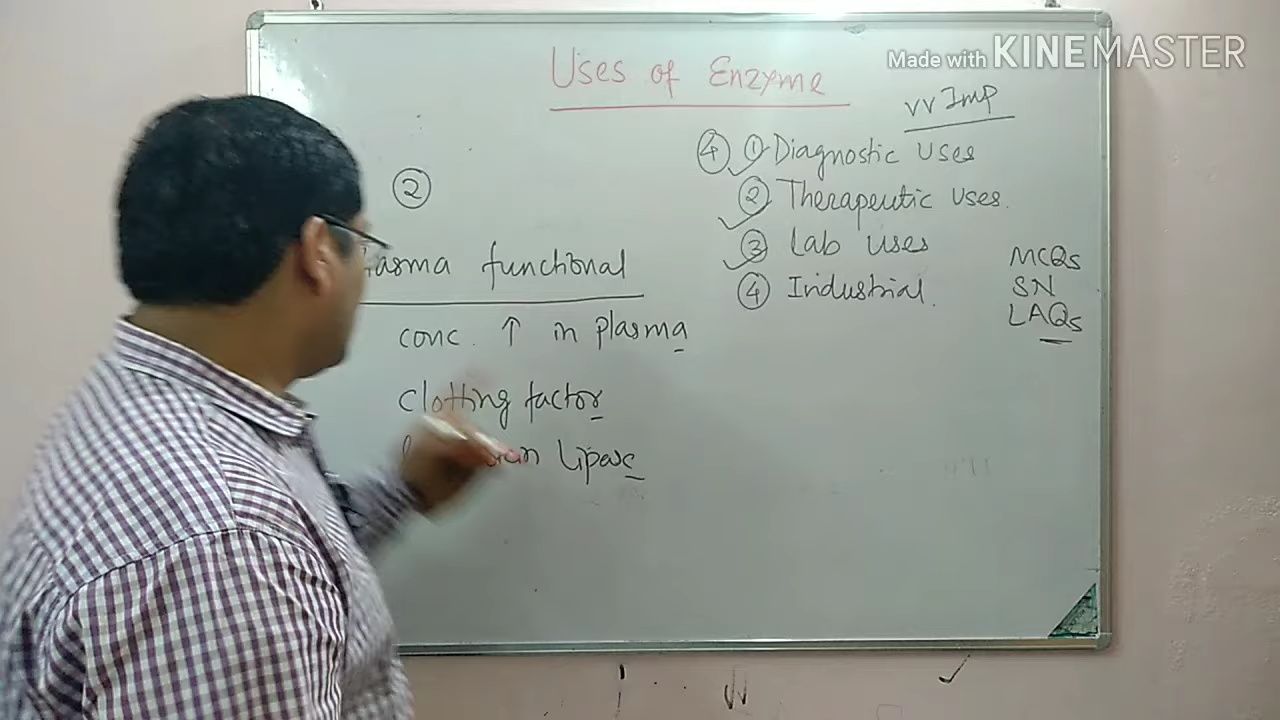 Made with KINEMASTER
Uses of Enzyme
vv Imp
④ ① Diagnostic Uses
② Therapeutic Uses.
③ Lab uses
④ Industrial.
MCQs
SN
LAQs
②
functional
conc. ↑ in plasma
clotting factor
Lipase